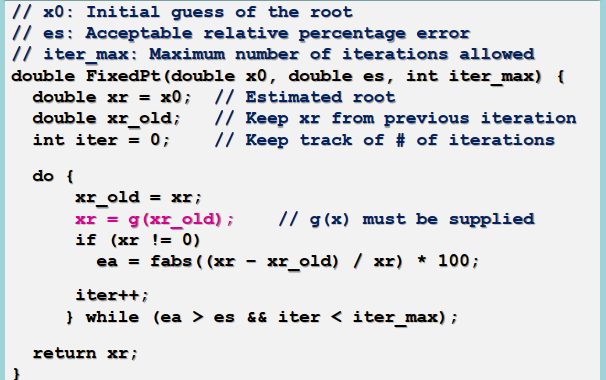 // x0: Initial guess of the root
// es: Acceptable relative percentage error
// iter_max: Maximum number of iterations allowed
double FixedPt(double x0, double es, int iter_max) {
  double xr = x0;  // Estimated root
  double xr_old;   // Keep xr from previous iteration
  int iter = 0;    // Keep track of # of iterations
  do {
      xr_old = xr;
      xr = g(xr_old);    // g(x) must be supplied
      if (xr != 0)
        ea = fabs((xr - xr_old) / xr) * 100;
      iter++;
     } while (ea > es && iter < iter_max);
  return xr;
}